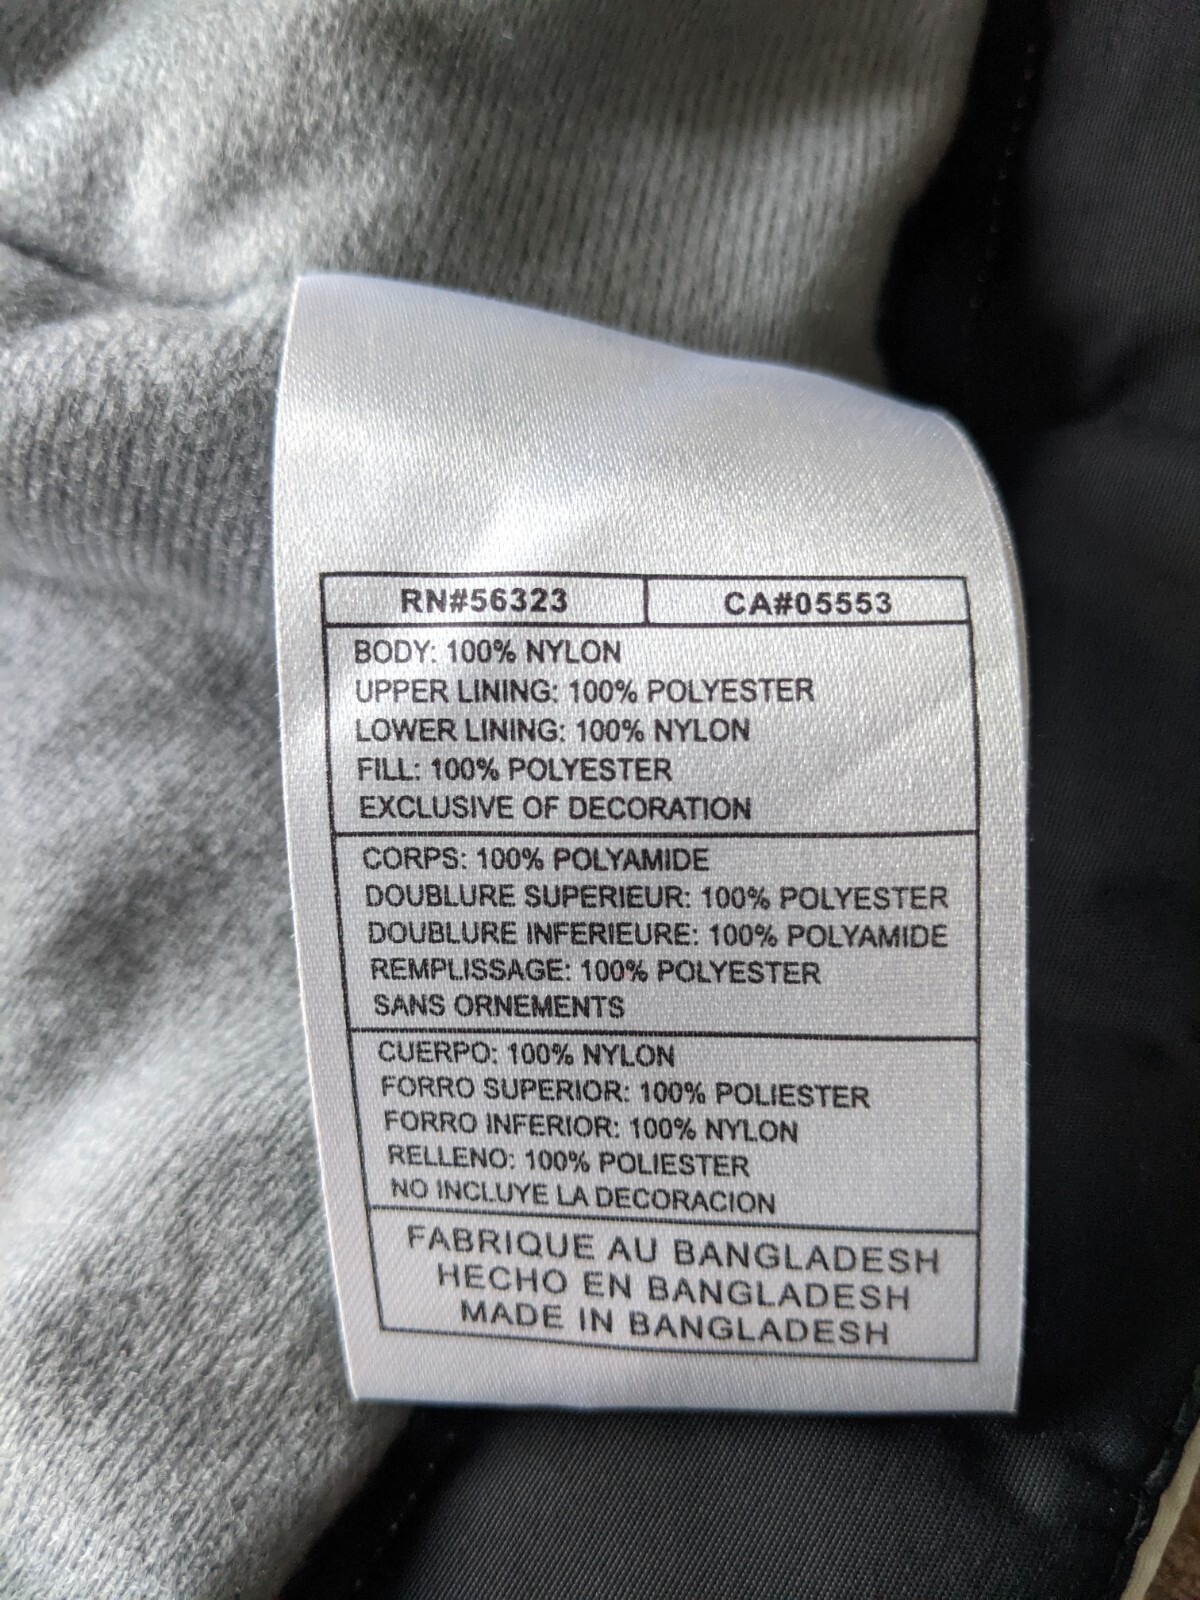 RN#56323 CA#05553
BODY: 100% NYLON
UPPER LINING: 100% POLYESTER
LOWER LINING: 100% NYLON
FILL: 100% POLYESTER
EXCLUSIVE OF DECORATION
CORPS: 100% POLYAMIDE
DOUBLURE SUPERIEUR: 100% POLYESTER
DOUBLURE INFERIEURE: 100% POLYAMIDE
REMPLISSAGE: 100% POLYESTER
SANS ORNEMENTS
CUERPO: 100% NYLON
FORRO SUPERIOR: 100% POLIESTER
FORRO INFERIOR: 100% NYLON
RELLENO: 100% POLIESTER
NO INCLUYE LA DECORACION
FABRIQUE AU BANGLADESH
HECHO EN BANGLADESH
MADE IN BANGLADESH